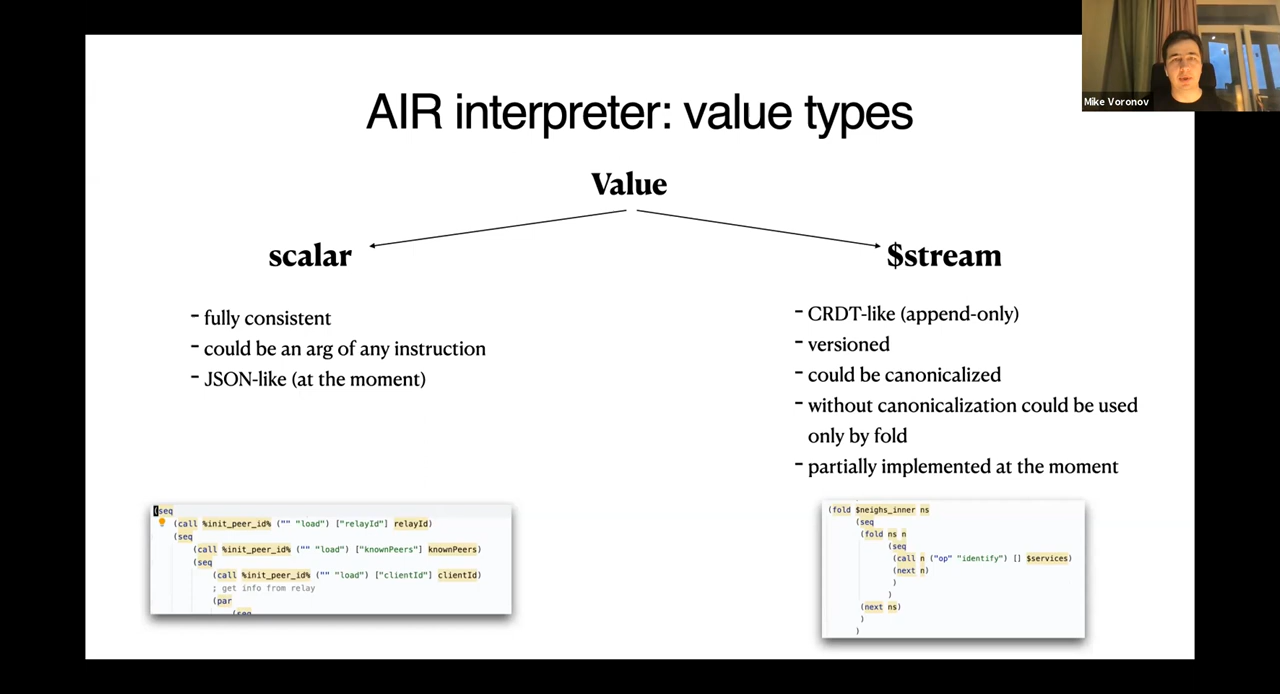 AIR interpreter: value types
Mike Voronov
Value
scalar
$stream
- fully consistent
- could be an arg of any instruction
- JSON-like (at the moment)
- CRDT-like (append-only)
- versioned
- could be canonicalized
- without canonicalization could be used
only by fold
- partially implemented at the moment
(seq
(call %init_peer_id% ("" "load") ["relayId"] relayId)
(seq
(call %init_peer_id% ("" "load") ["knownPeers"] knownPeers)
(seq
(call %init_peer_id% ("" "load") ["clientId"] clientId)
; get info from relay
(par
(seq
(fold $neighs_inner ns
(seq
(fold ns n
(seq
(call n ("op" "identify") [] $services)
(next n)
)
)
(next ns)
)
)